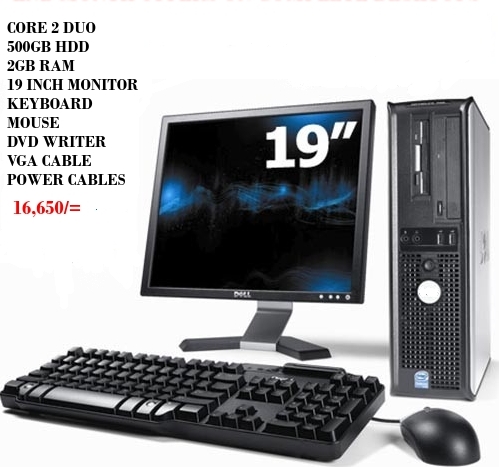 CORE 2 DUO
500GB HDD
2GB RAM
19 INCH MONITOR
KEYBOARD
MOUSE
DVD WRITER
VGA CABLE
POWER CABLES
16,650/=
19″
DELL